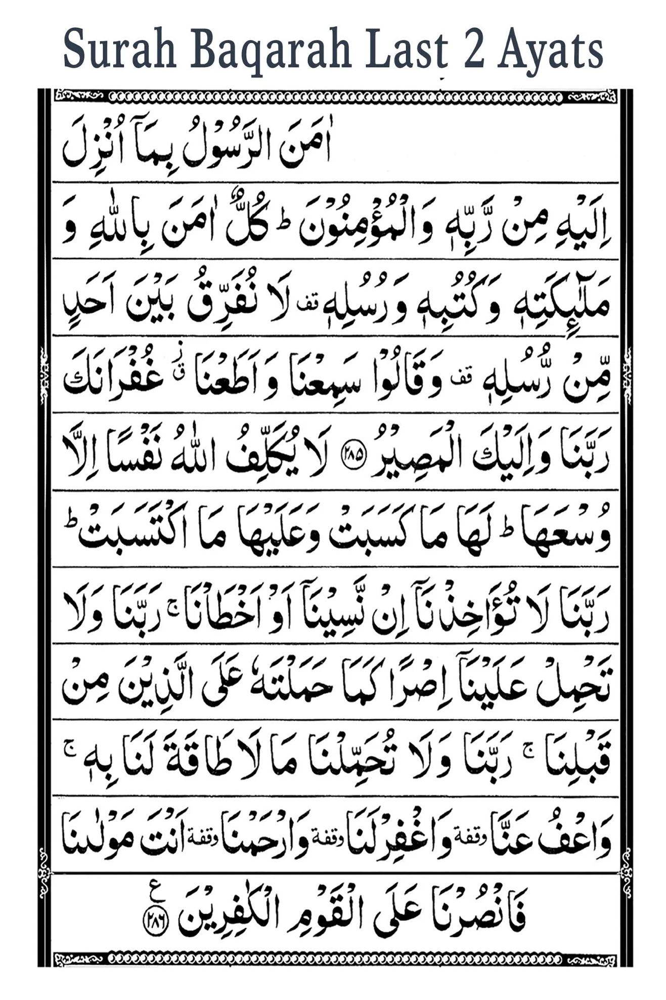 Surah Baqarah Last 2 Ayats
اٰمَنَ الرَّسُوْلُ بِمَاۤ اُنْزِلَ
اِلَيْهِ مِنْ رَّبِّهٖ وَالْمُؤْمِنُوْنَ ؕ كُلٌّ اٰمَنَ بِاللّٰهِ وَ
مَلٰٓئِكَتِهٖ وَكُتُبِهٖ وَرُسُلِهٖ قف لَا نُفَرِّقُ بَيْنَ اَحَدٍ
مِّنْ رُّسُلِهٖ قف وَقَالُوْا سَمِعْنَا وَاَطَعْنَا ز ق غُفْرَانَكَ
رَبَّنَا وَاِلَيْكَ الْمَصِيْرُ ﴿۲۸۵﴾ لَا يُكَلِّفُ اللّٰهُ نَفْسًا اِلَّا
وُسْعَهَا ؕ لَهَا مَا كَسَبَتْ وَعَلَيْهَا مَا اكْتَسَبَتْ ؕ
رَبَّنَا لَا تُؤَاخِذْنَاۤ اِنْ نَّسِيْنَاۤ اَوْ اَخْطَاْنَا ۚ رَبَّنَا وَلَا
تَحْمِلْ عَلَيْنَاۤ اِصْرًا كَمَا حَمَلْتَهٗ عَلَى الَّذِيْنَ مِنْ
قَبْلِنَا ۚ رَبَّنَا وَلَا تُحَمِّلْنَا مَا لَا طَاقَةَ لَنَا بِهٖ ۚ
وَاعْفُ عَنَّا وقفة وَاغْفِرْ لَنَا وقفة وَارْحَمْنَا وقفة اَنْتَ مَوْلٰىنَا
فَانْصُرْنَا عَلَى الْقَوْمِ الْكٰفِرِيْنَ ﴿۲۸۶﴾ ع